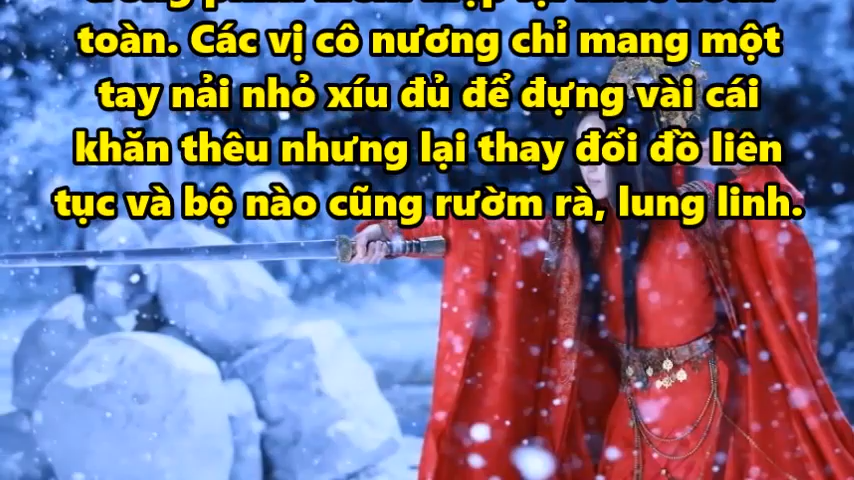 toàn. Các vị cô nương chỉ mang một
tay nải nhỏ xíu đủ để đựng vài cái
khăn thêu nhưng lại thay đổi đồ liên
tục và bộ nào cũng rườm rà, lung linh.